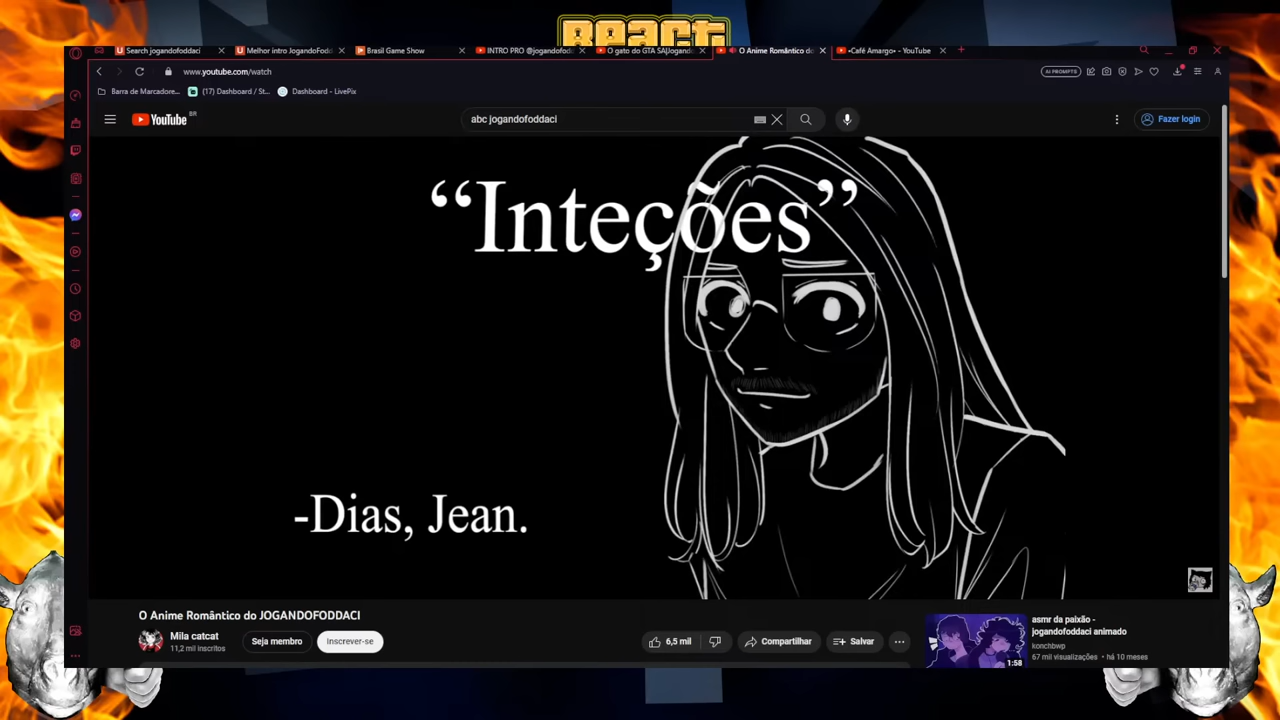 React
Search jogandofoddaci
Melhor intro JogandoFodd
Brasil Game Show
INTRO PRO @jogandofod
O gato do GTA SA|Jogand
O Anime Romântico do
•Café Amargo• - YouTube
www.youtube.com/watch
AI PROMPTS
Barra de Marcadore...
(17) Dashboard / St...
Dashboard - LivePix
YouTube BR
abc jogandofoddaci
Fazer login
“Inteções”
-Dias, Jean.
O Anime Romântico do JOGANDOFODDACI
Mila catcat
11,2 mil inscritos
Seja membro
Inscrever-se
6,5 mil
Compartilhar
Salvar
asmr da paixão -
jogandofoddaci animado
konchbwp
67 mil visualizações • há 10 meses
1:58